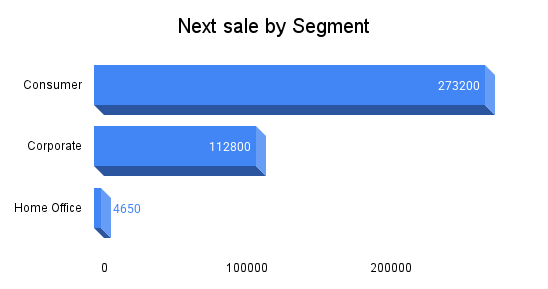 Next sale by Segment
Consumer
273200
Corporate
112800
Home Office
4650
0
100000
200000